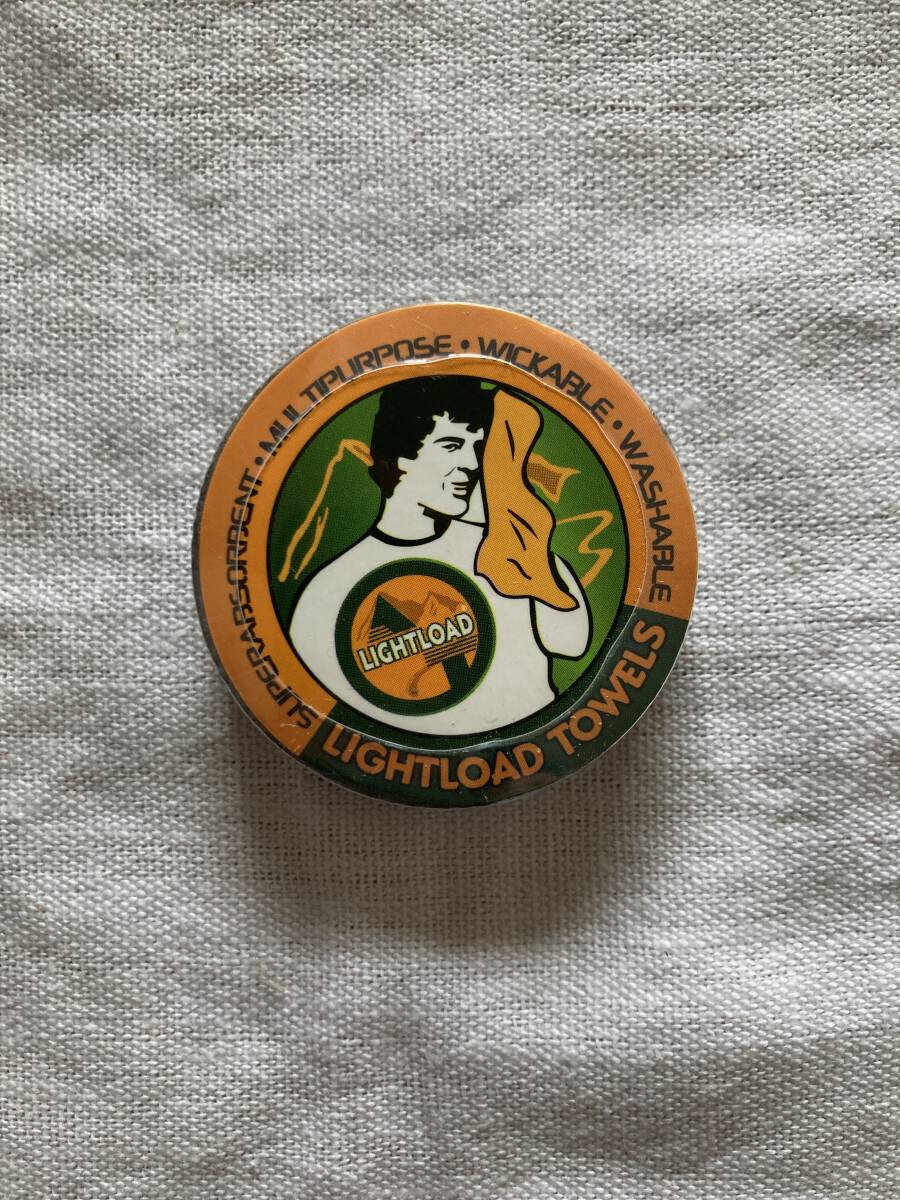 SUPERABSORBENT • MULTIPURPOSE • WICKABLE • WASHABLE
LIGHTLOAD
LIGHTLOAD TOWELS